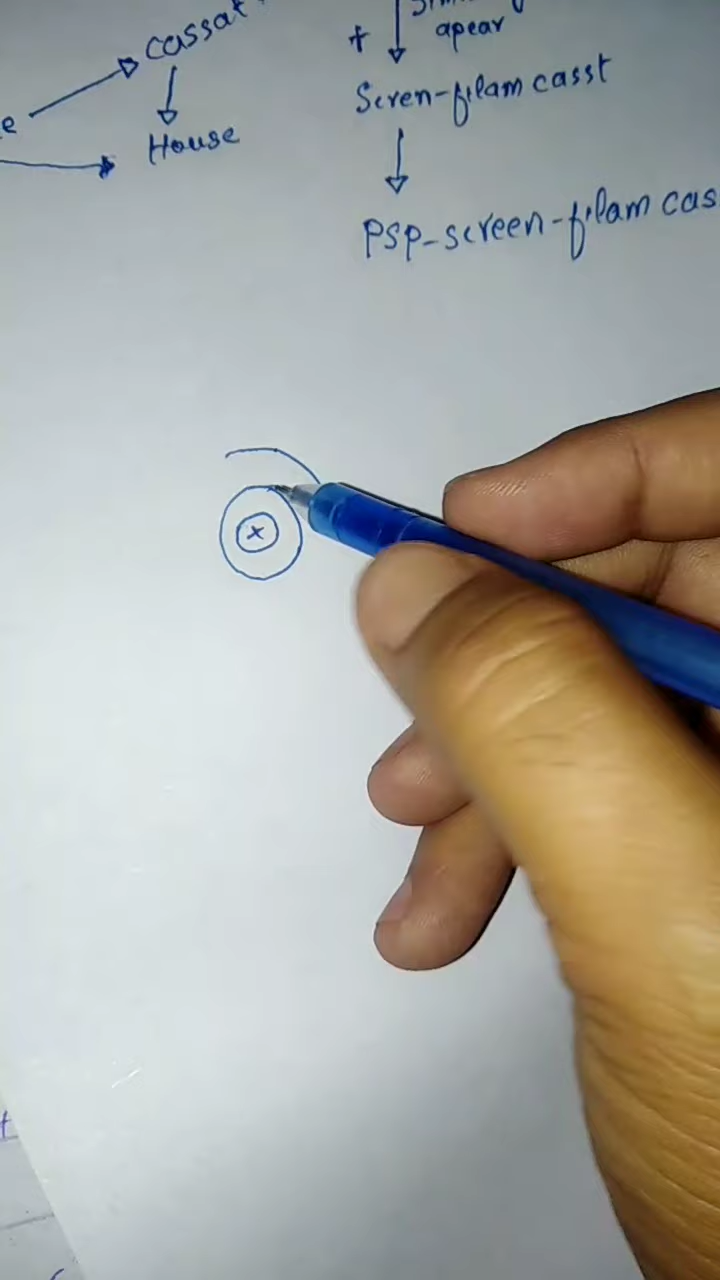 cassat
House
e
+
apear
Scren-filam casst
PSP-screen-filam cas
x